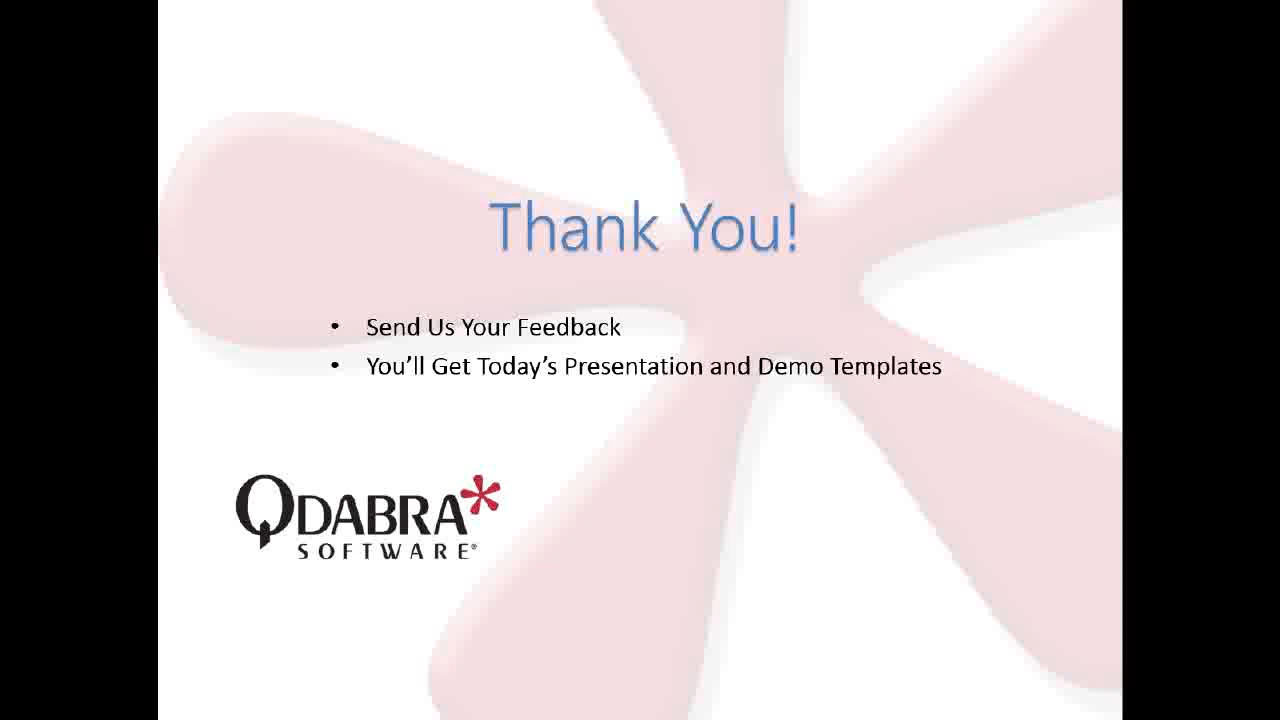 Thank You!
• Send Us Your Feedback
• You’ll Get Today’s Presentation and Demo Templates
QDABRA*
SOFTWARE®